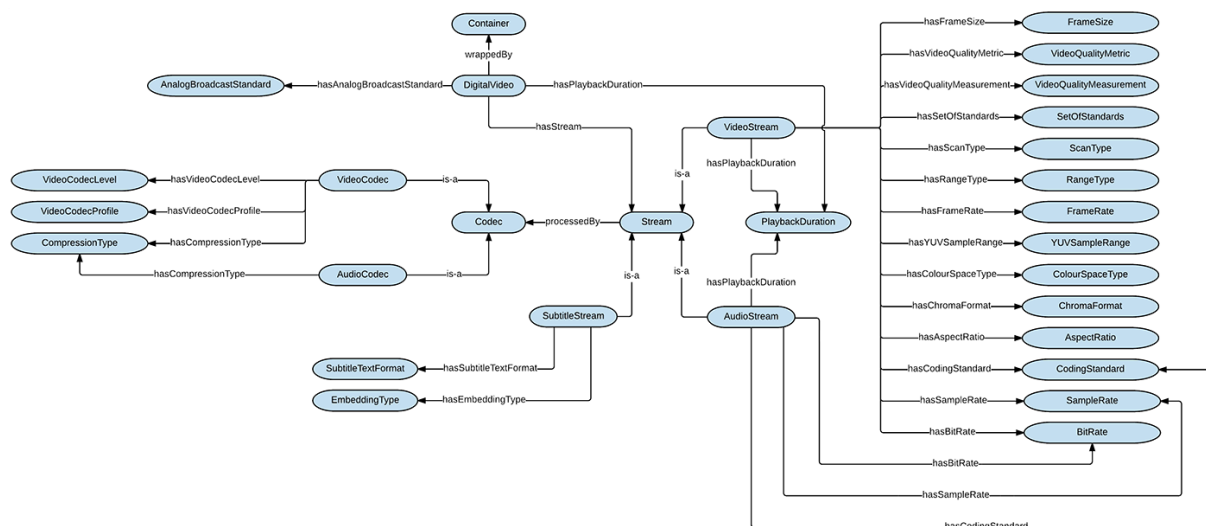 Container
hasFrameSize
FrameSize
wrappedBy
hasVideoQualityMetric
VideoQualityMetric
AnalogBroadcastStandard
hasAnalogBroadcastStandard
DigitalVideo
hasPlaybackDuration
hasVideoQualityMeasurement
VideoQualityMeasurement
hasStream
VideoStream
hasSetOfStandards
SetOfStandards
hasScanType
ScanType
hasPlaybackDuration
is-a
VideoCodecLevel
hasVideoCodecLevel
VideoCodec
is-a
hasRangeType
RangeType
VideoCodecProfile
hasVideoCodecProfile
hasFrameRate
FrameRate
Codec
processedBy
Stream
PlaybackDuration
CompressionType
hasCompressionType
hasYUVSampleRange
YUVSampleRange
hasCompressionType
AudioCodec
is-a
is-a
is-a
hasPlaybackDuration
hasColourSpaceType
ColourSpaceType
hasChromaFormat
ChromaFormat
SubtitleStream
AudioStream
hasAspectRatio
AspectRatio
SubtitleTextFormat
hasSubtitleTextFormat
hasCodingStandard
CodingStandard
EmbeddingType
hasEmbeddingType
hasSampleRate
SampleRate
hasBitRate
BitRate
hasBitRate
hasSampleRate
hasCodingStandard